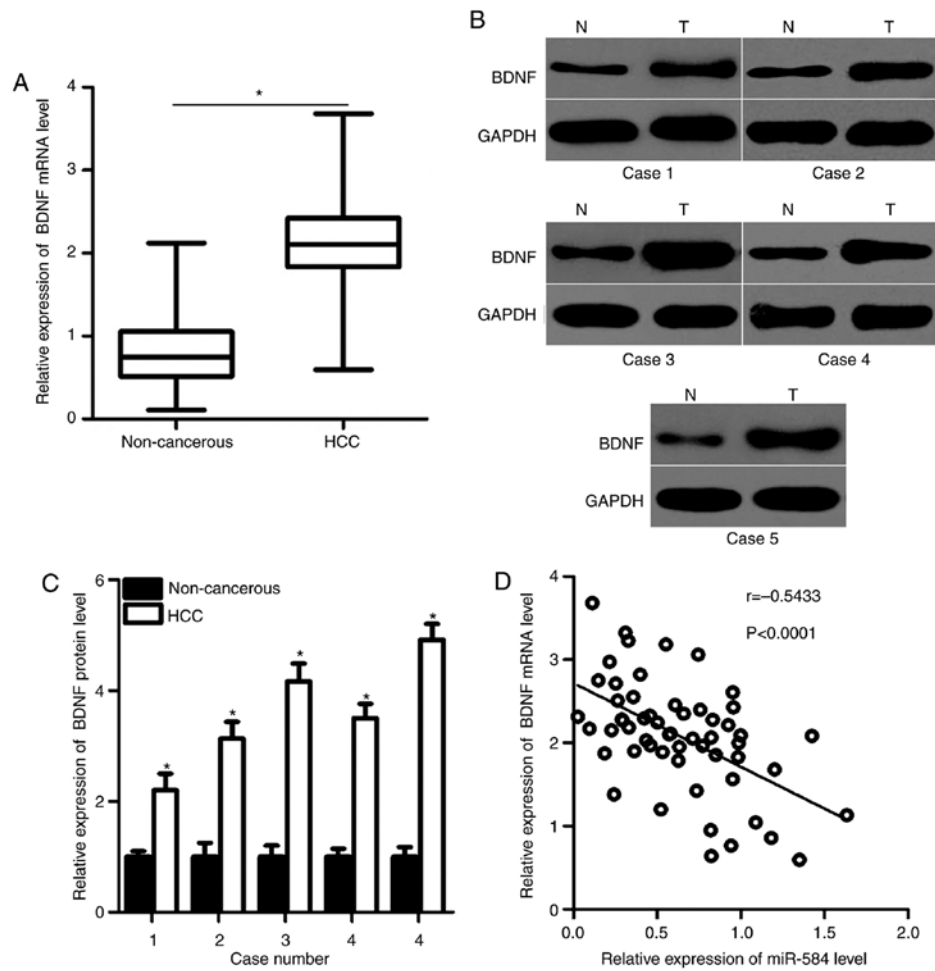 A
Relative expression of BDNF mRNA level
4
3
2
1
0
*
Non-cancerous
HCC
B
N
T
N
T
BDNF
GAPDH
Case 1
Case 2
N
T
N
T
BDNF
GAPDH
Case 3
Case 4
N
T
BDNF
GAPDH
Case 5
C
Relative expression of BDNF protein level
6
4
2
0
Non-cancerous
HCC
*
*
*
*
*
1
2
3
4
4
Case number
D
Relative expression of BDNF mRNA level
4
3
2
1
0
r=–0.5433
P<0.0001
0.0
0.5
1.0
1.5
2.0
Relative expression of miR-584 level